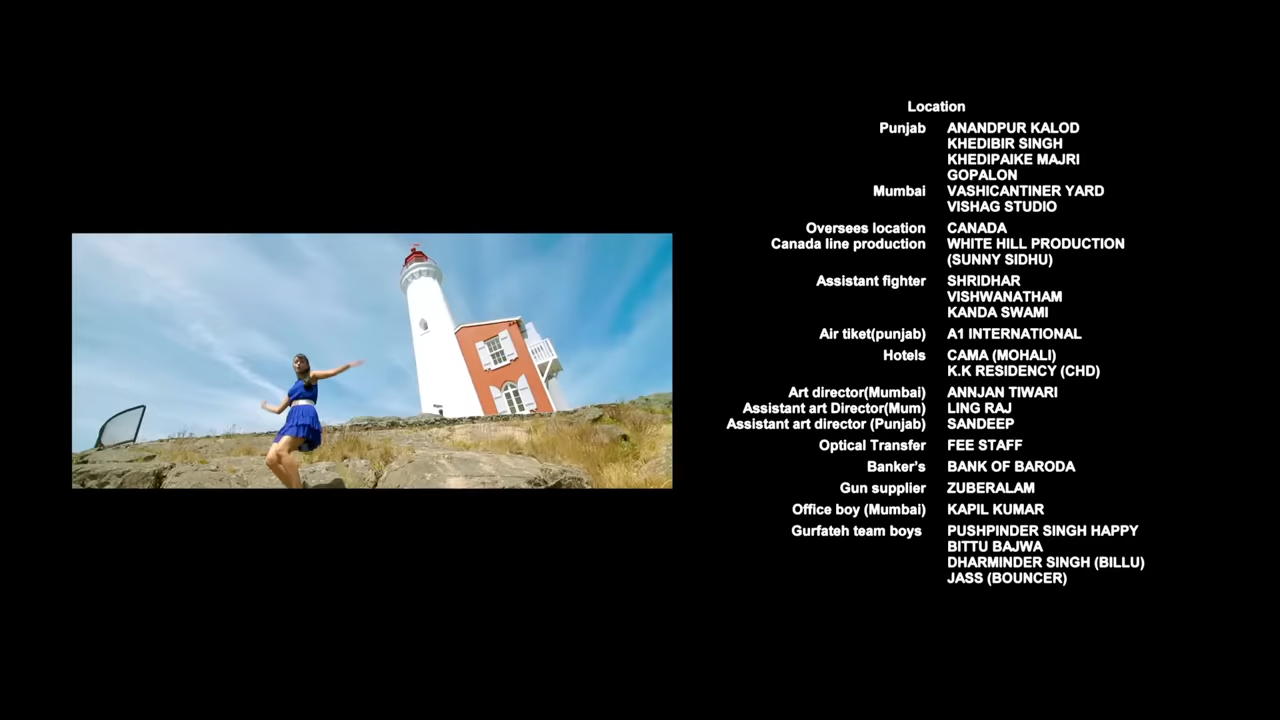 Location
Punjab ANANDPUR KALOD
KHEDIBIR SINGH
KHEDIPAIKE MAJRI
GOPALON
Mumbai VASHICANTINER YARD
VISHAG STUDIO
Oversees location CANADA
Canada line production WHITE HILL PRODUCTION
(SUNNY SIDHU)
Assistant fighter SHRIDHAR
VISHWANATHAM
KANDA SWAMI
Air tiket(punjab) A1 INTERNATIONAL
Hotels CAMA (MOHALI)
K.K RESIDENCY (CHD)
Art director(Mumbai) ANNJAN TIWARI
Assistant art Director(Mum) LING RAJ
Assistant art director (Punjab) SANDEEP
Optical Transfer FEE STAFF
Banker's BANK OF BARODA
Gun supplier ZUBERALAM
Office boy (Mumbai) KAPIL KUMAR
Gurfateh team boys PUSHPINDER SINGH HAPPY
BITTU BAJWA
DHARMINDER SINGH (BILLU)
JASS (BOUNCER)